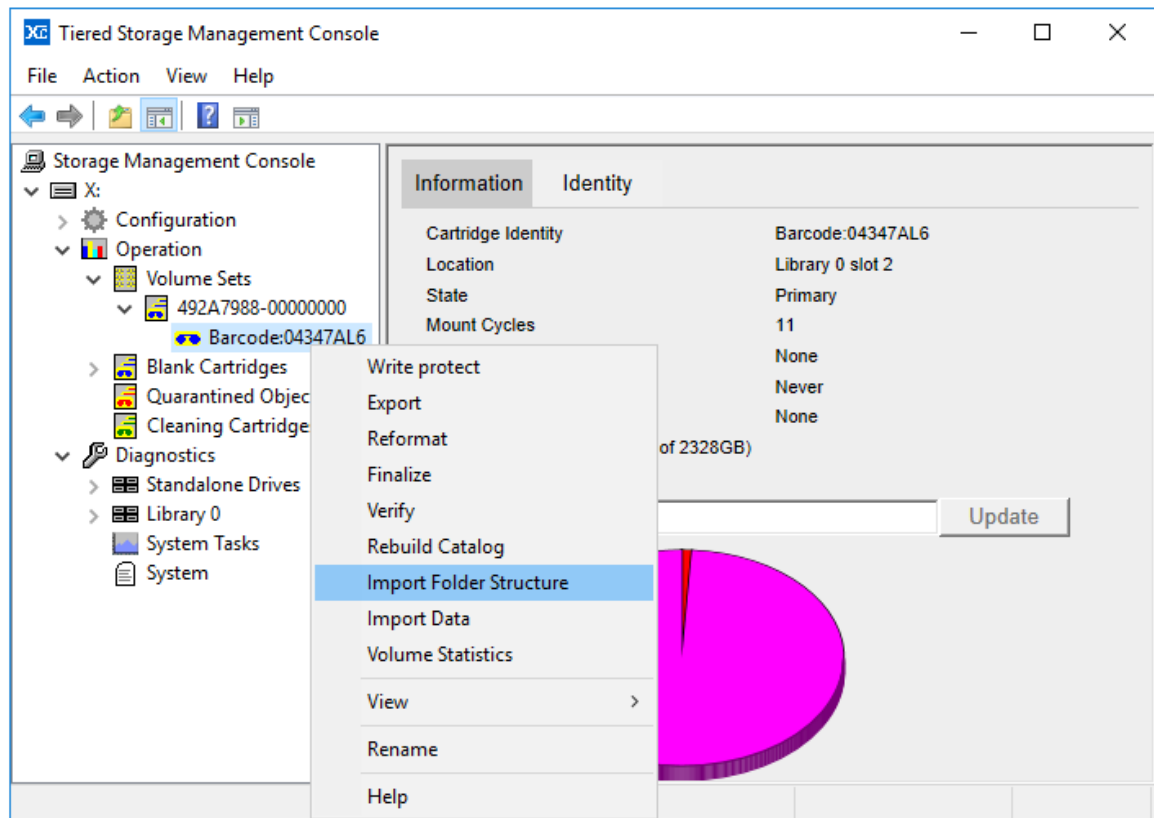 Tiered Storage Management Console
File Action View Help
Storage Management Console
X:
Configuration
Operation
Volume Sets
492A7988-00000000
Barcode:04347AL6
Blank Cartridges
Quarantined Objec
Cleaning Cartridge
Diagnostics
Standalone Drives
Library 0
System Tasks
System
Information Identity
Cartridge Identity Barcode:04347AL6
Location Library 0 slot 2
State Primary
Mount Cycles 11
None
Never
None
of 2328GB)
Update
Write protect
Export
Reformat
Finalize
Verify
Rebuild Catalog
Import Folder Structure
Import Data
Volume Statistics
View
Rename
Help